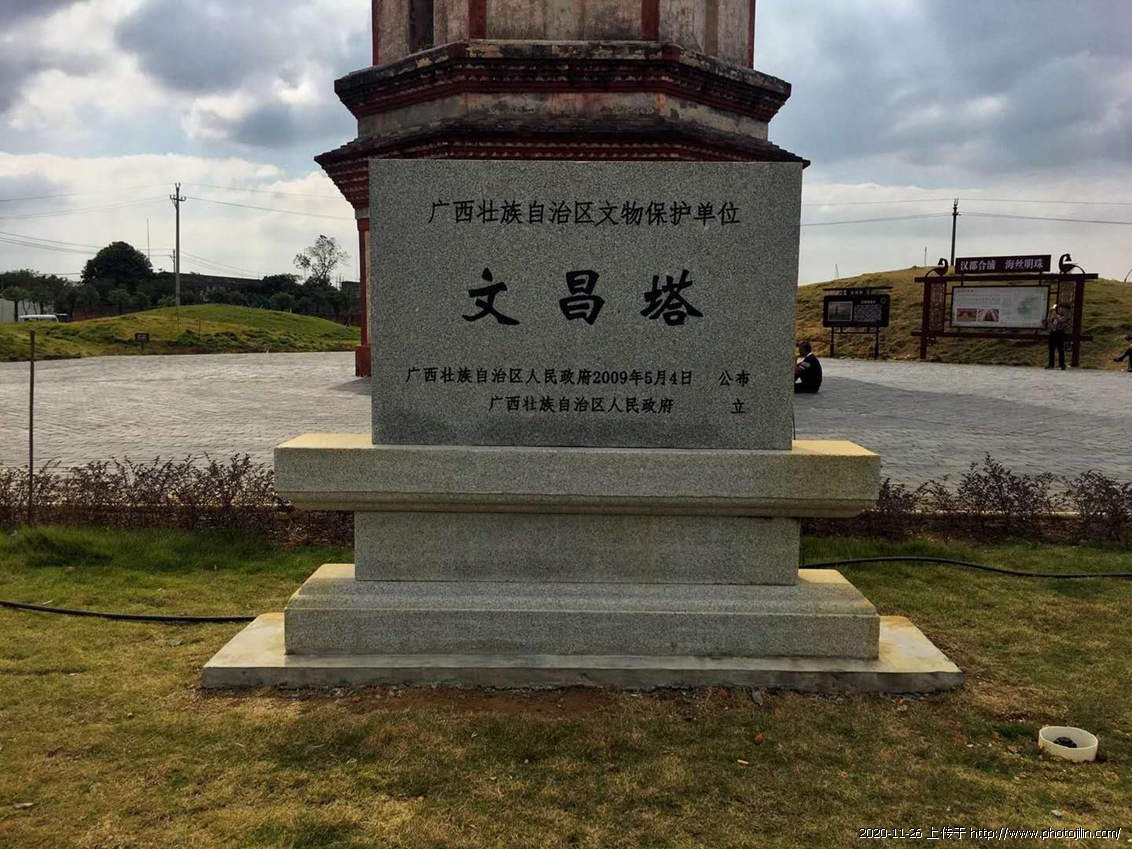 广西壮族自治区文物保护单位
文昌塔
广西壮族自治区人民政府2009年5月4日 公布
广西壮族自治区人民政府 立
汉郡合浦 海丝明珠
2020-11-26 上传于 http://www.photojilin.com/